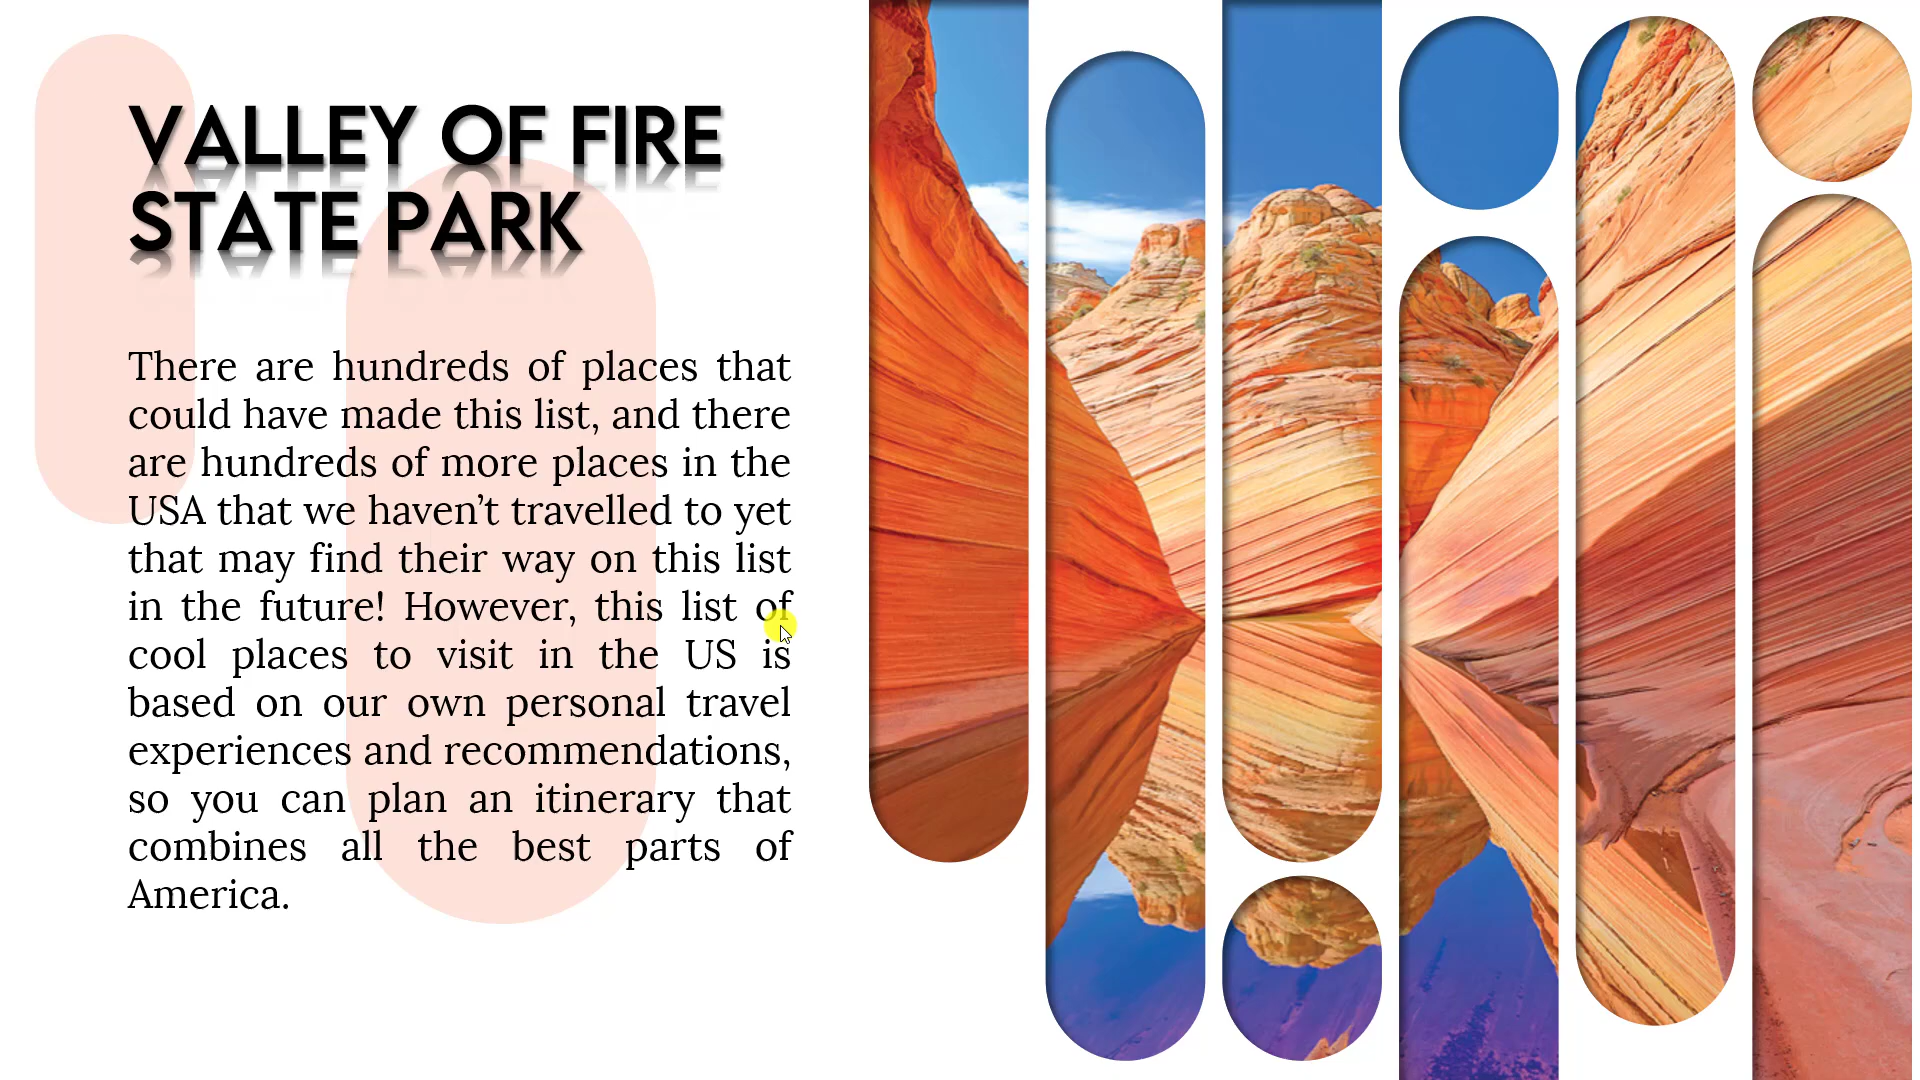 VALLEY OF FIRE
STATE PARK
There are hundreds of places that
could have made this list, and there
are hundreds of more places in the
USA that we haven’t travelled to yet
that may find their way on this list
in the future! However, this list of
cool places to visit in the US is
based on our own personal travel
experiences and recommendations,
so you can plan an itinerary that
combines all the best parts of
America.